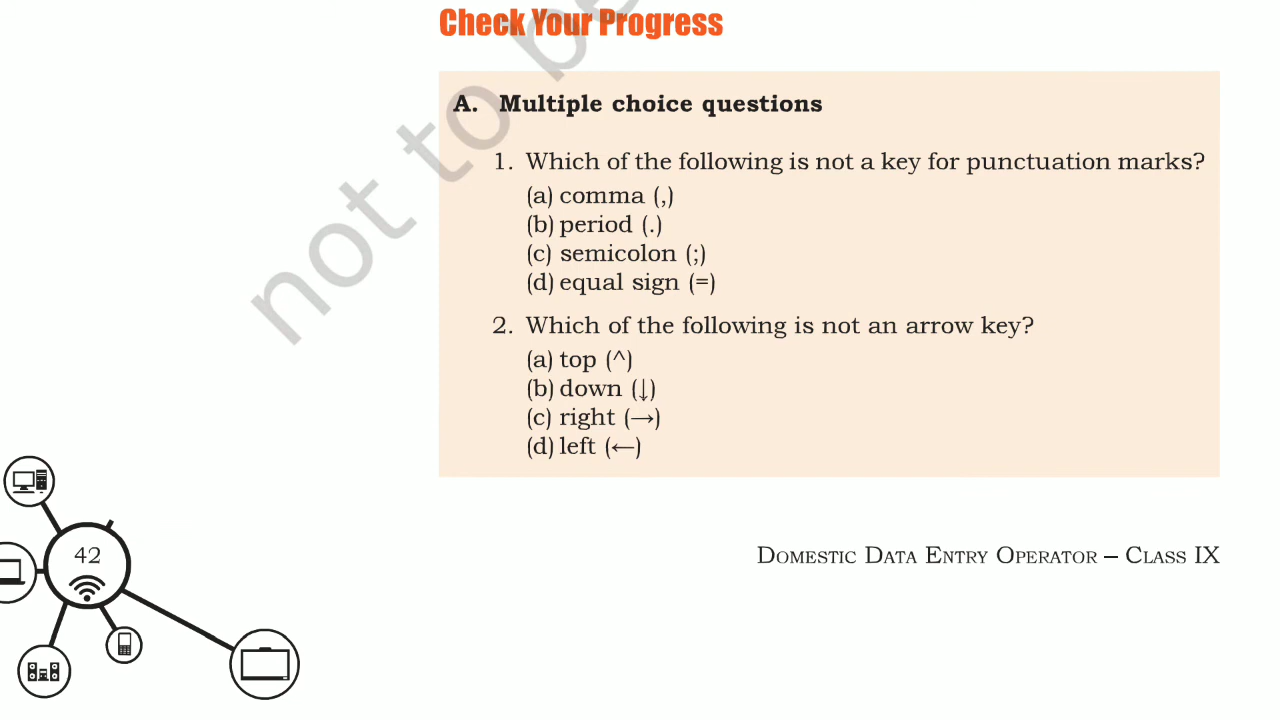 Check Your Progress
A. Multiple choice questions
1. Which of the following is not a key for punctuation marks?
(a) comma (,)
(b) period (.)
(c) semicolon (;)
(d) equal sign (=)
2. Which of the following is not an arrow key?
(a) top (^)
(b) down (↓)
(c) right (→)
(d) left (←)
not to be
42
Domestic Data Entry Operator – Class IX